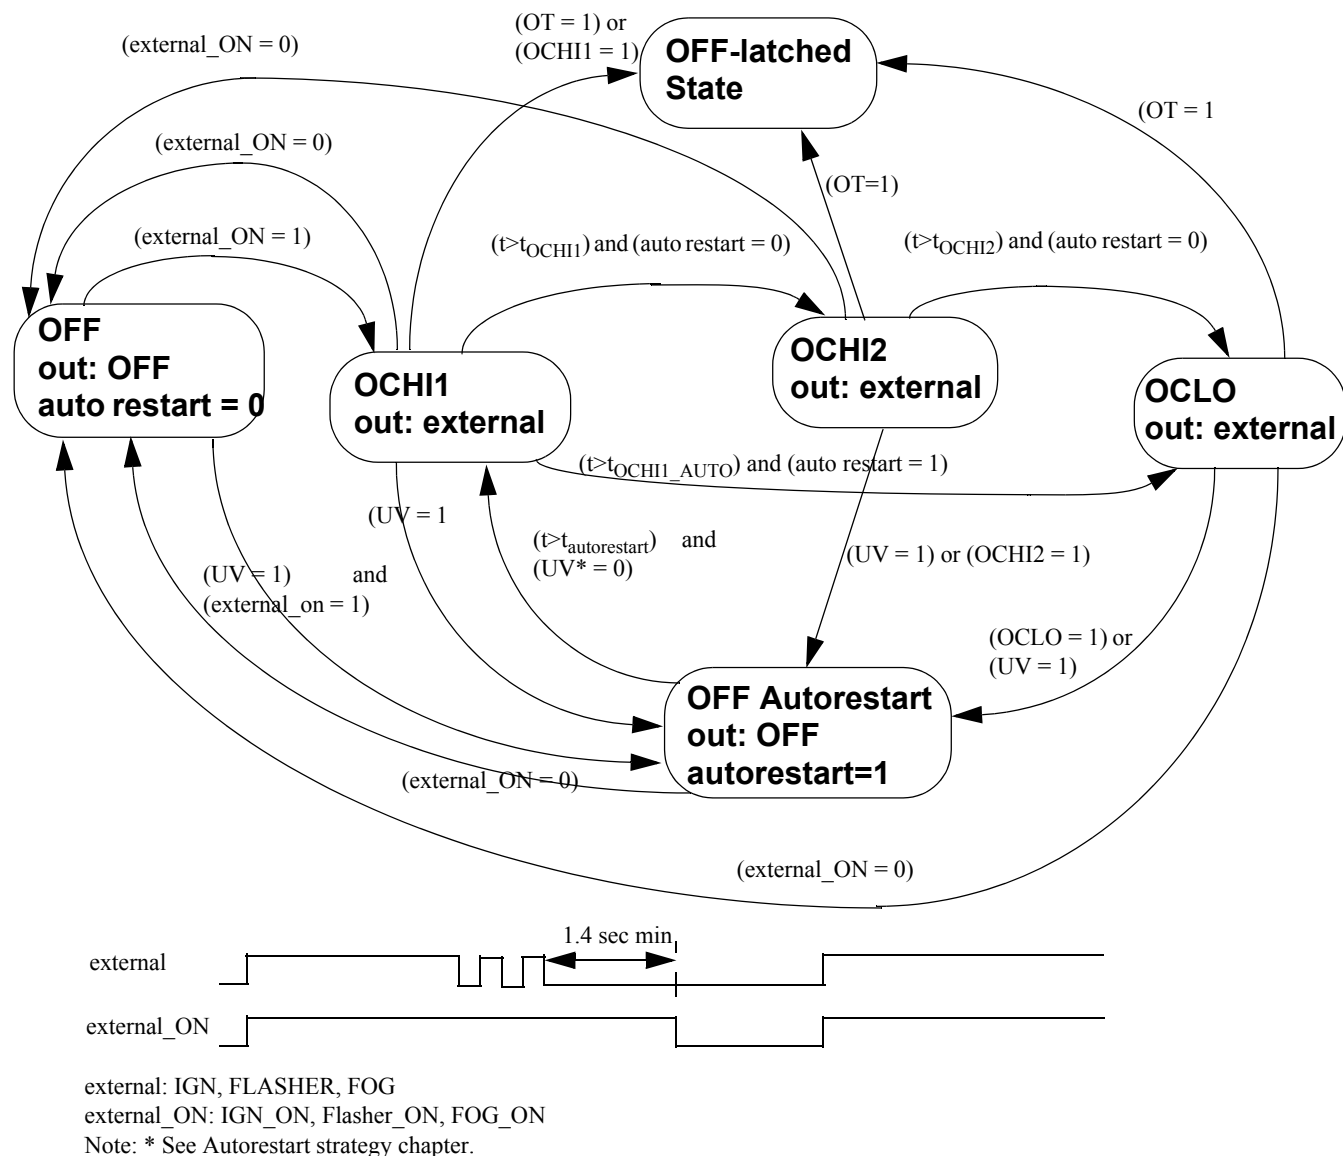 (OT = 1) or
(OCHI1 = 1)
(external_ON = 0)
OFF-latched
State
(OT = 1
(external_ON = 0)
(OT=1)
(external_ON = 1)
(t>tOCHI1) and (auto restart = 0)
(t>tOCHI2) and (auto restart = 0)
OFF
out: OFF
auto restart = 0
OCHI1
out: external
OCHI2
out: external
OCLO
out: external
(t>tOCHI1_AUTO) and (auto restart = 1)
(UV = 1
(t>tautorestart) and
(UV* = 0)
(UV = 1) or (OCHI2 = 1)
(UV = 1) and
(external_on = 1)
(OCLO = 1) or
(UV = 1)
OFF Autorestart
out: OFF
autorestart=1
(external_ON = 0)
(external_ON = 0)
1.4 sec min
external
external_ON
external: IGN, FLASHER, FOG
external_ON: IGN_ON, Flasher_ON, FOG_ON
Note: * See Autorestart strategy chapter.